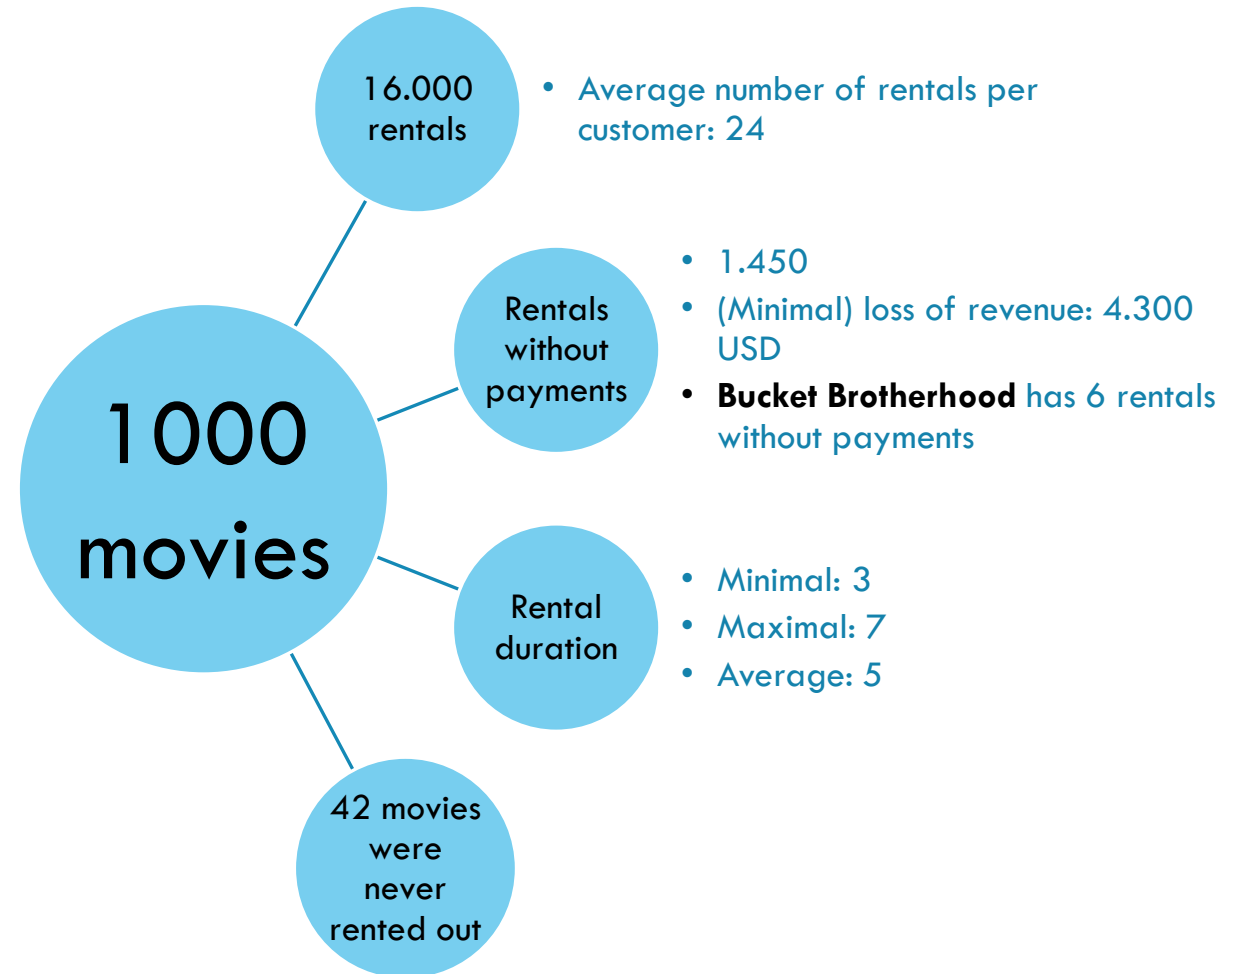 16.000
rentals
• Average number of rentals per
customer: 24
Rentals
without
payments
• 1.450
• (Minimal) loss of revenue: 4.300
USD
• Bucket Brotherhood has 6 rentals
without payments
1000
movies
Rental
duration
• Minimal: 3
• Maximal: 7
• Average: 5
42 movies
were
never
rented out